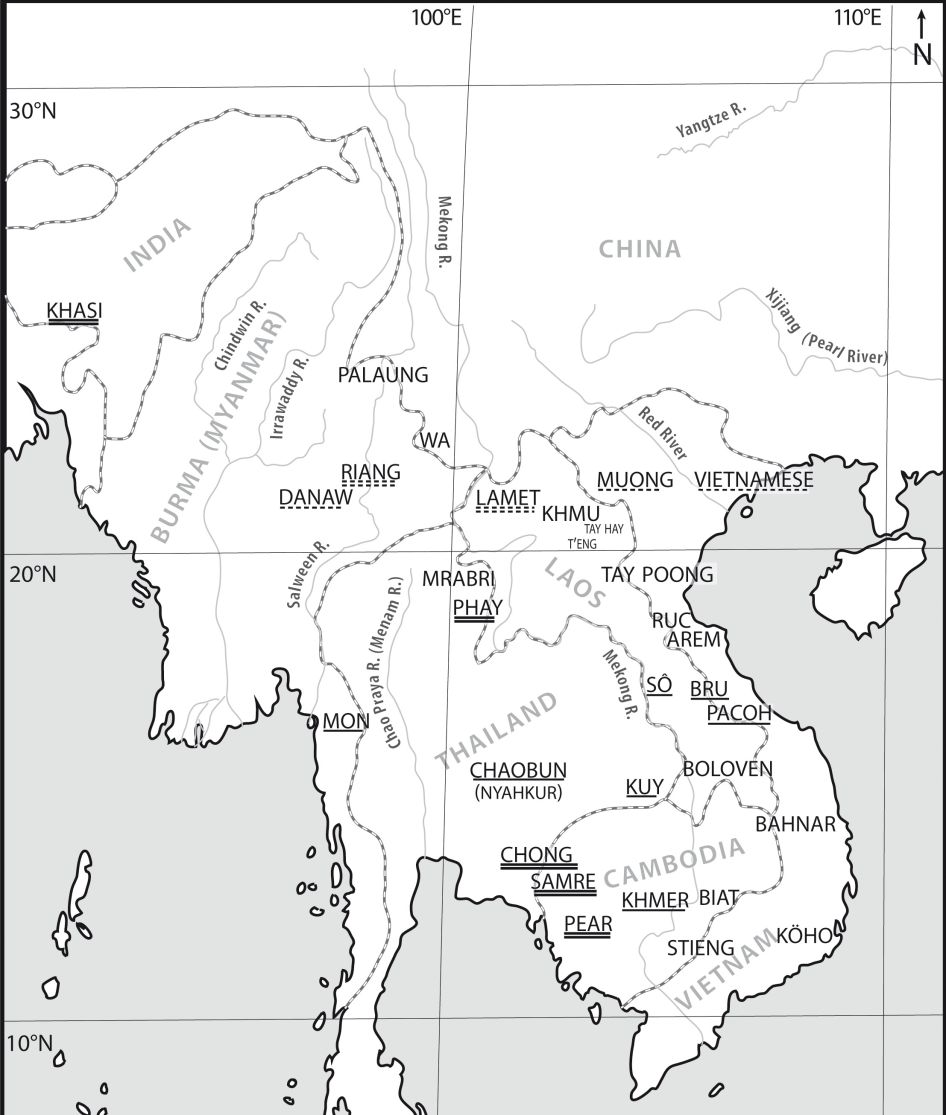 100°E
110°E
N
30°N
Yangtze R.
Mekong R.
INDIA
CHINA
KHASI
Chindwin R.
Xijiang (Pearl River)
BURMA (MYANMAR)
Irrawaddy R.
PALAUNG
WA
Red River
RIANG
DANAW
LAMET
MUONG
VIETNAMESE
KHMU
TAY HAY
T'ENG
20°N
Salween R.
LAOS
MRABRI
TAY POONG
PHAY
Chao Praya R. (Menam R.)
RUC
AREM
Mekong R.
SÔ
BRU
PACOH
MON
THAILAND
CHAOBUN
(NYAHKUR)
KUY
BOLOVEN
BAHNAR
CHONG
CAMBODIA
SAMRE
KHMER
BIAT
PEAR
STIENG
KÖHO
VIETNAM
10°N